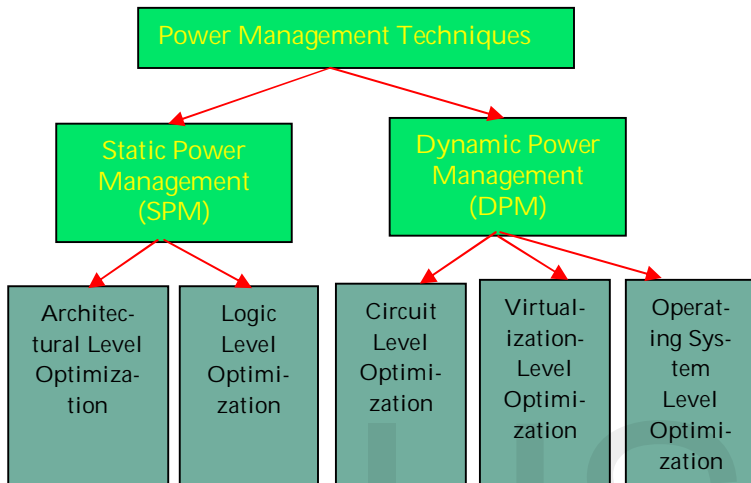 Power Management Techniques
Static Power
Management
(SPM)
Dynamic Power
Management
(DPM)
Architec-
tural Level
Optimiza-
tion
Logic
Level
Optimi-
zation
Circuit
Level
Optimi-
zation
Virtual-
ization-
Level
Optimi-
zation
Operat-
ing Sys-
tem
Level
Optimi-
zation